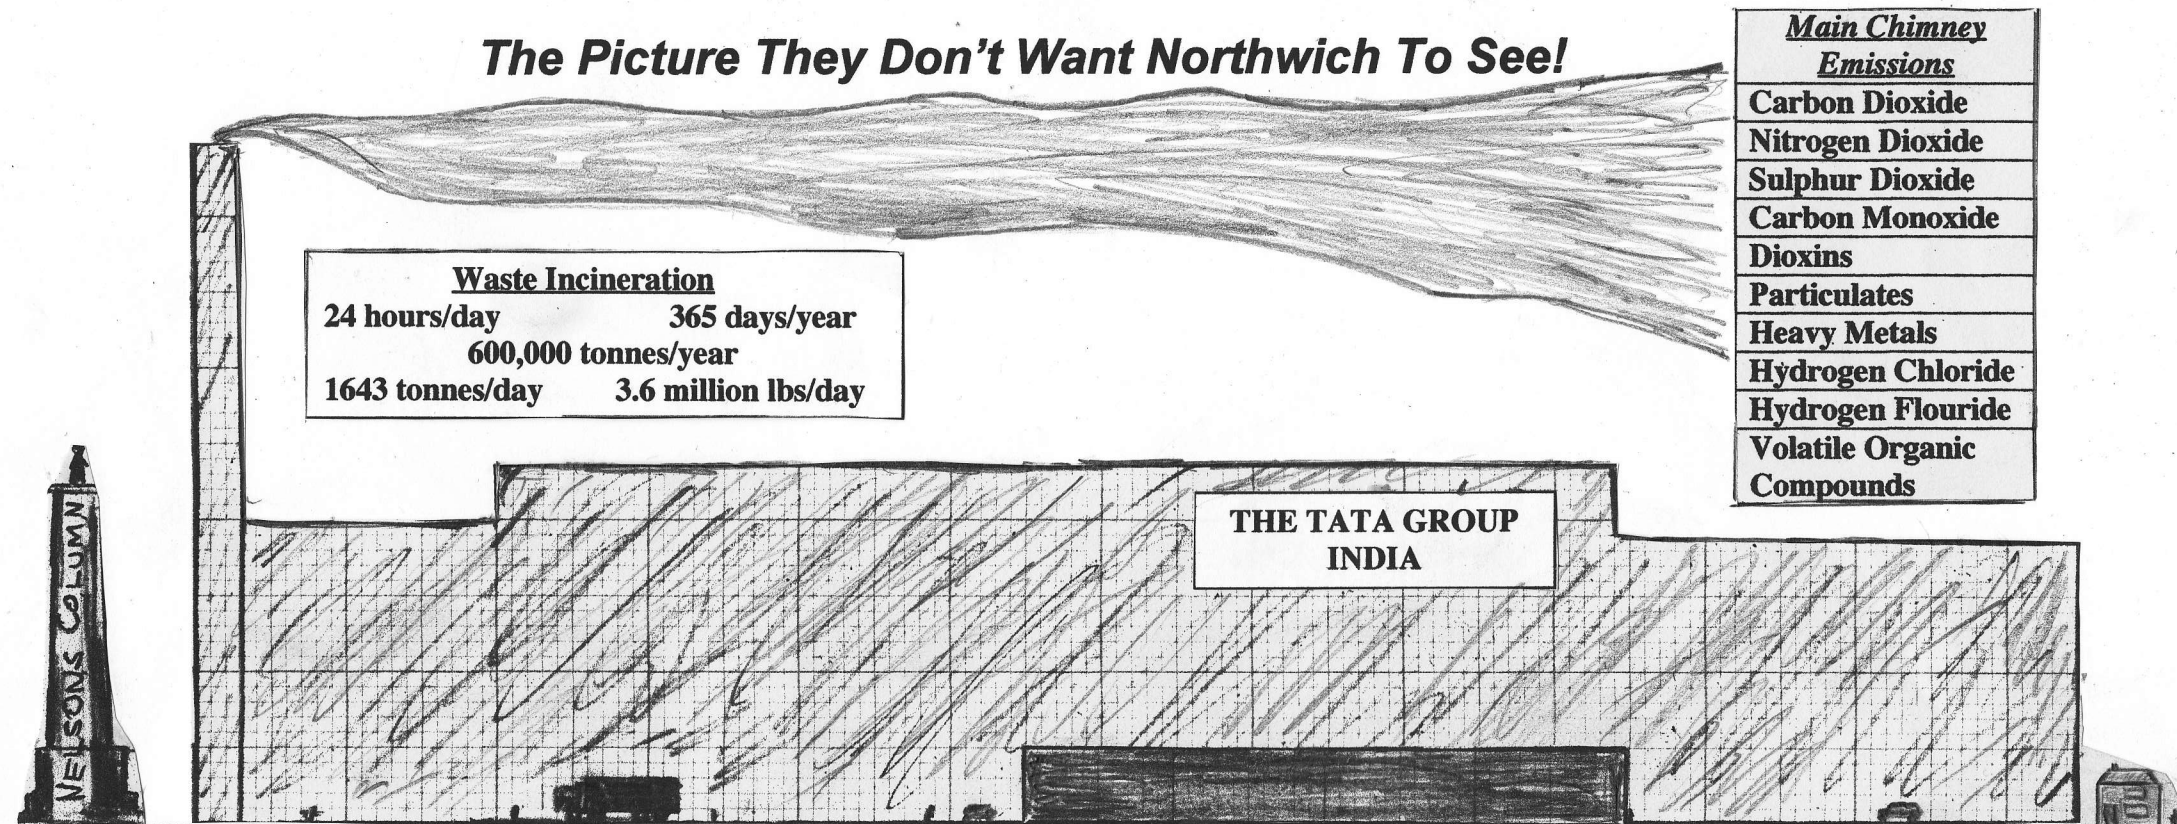 The Picture They Don't Want Northwich To See!
Main Chimney
Emissions
Carbon Dioxide
Nitrogen Dioxide
Sulphur Dioxide
Carbon Monoxide
Dioxins
Particulates
Heavy Metals
Hydrogen Chloride
Hydrogen Flouride
Volatile Organic
Compounds
Waste Incineration
24 hours/day 365 days/year
600,000 tonnes/year
1643 tonnes/day 3.6 million lbs/day
THE TATA GROUP
INDIA
NELSONS COLUMN